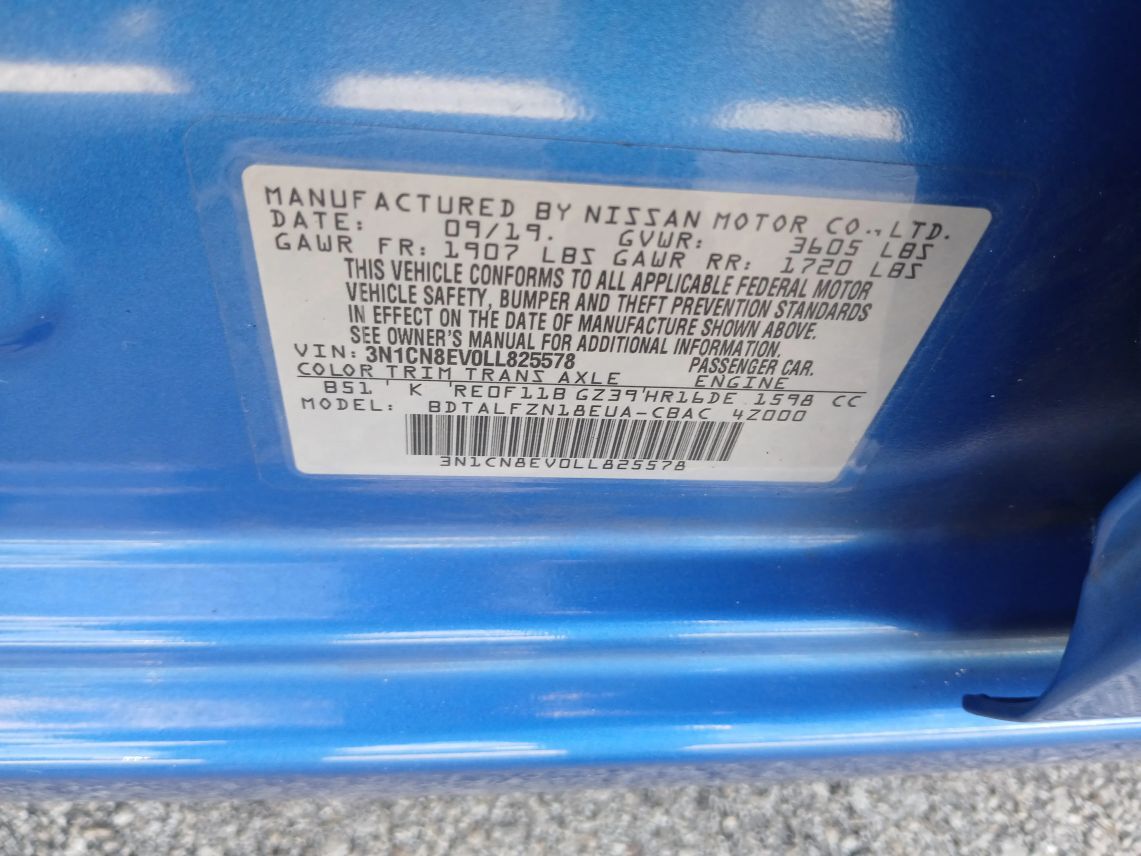 MANUFACTURED BY NISSAN MOTOR CO.,LTD.
DATE: 09/19. GVWR: 3605 LBS
GAWR FR: 1907 LBS GAWR RR: 1720 LBS
THIS VEHICLE CONFORMS TO ALL APPLICABLE FEDERAL MOTOR
VEHICLE SAFETY, BUMPER AND THEFT PREVENTION STANDARDS
IN EFFECT ON THE DATE OF MANUFACTURE SHOWN ABOVE.
SEE OWNER'S MANUAL FOR ADDITIONAL INFORMATION.
VIN: 3N1CN8EV0LL825578 PASSENGER CAR.
COLOR TRIM TRANS AXLE ENGINE
B51 ' K 'RE0F11B GZ39'HR16DE 1598 CC
MODEL: BDTALFZN18EUA-CBAC 4Z000
3N1CN8EV0LL825578